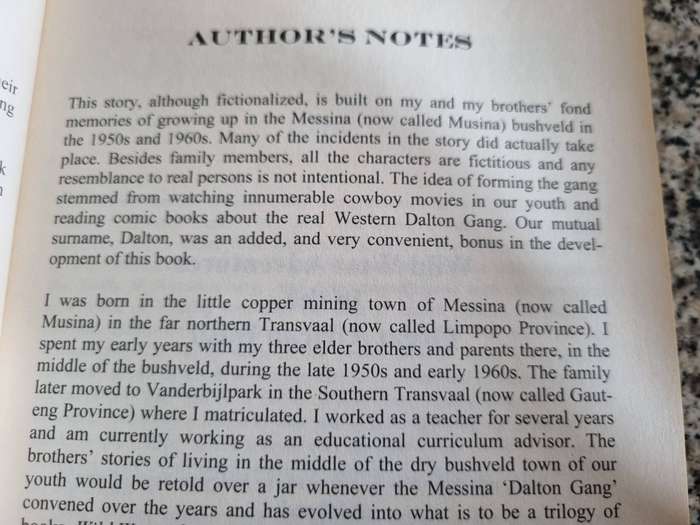 AUTHOR'S NOTES
eir
ng
This story, although fictionalized, is built on my and my brothers' fond
memories of growing up in the Messina (now called Musina) bushveld in
the 1950s and 1960s. Many of the incidents in the story did actually take
place. Besides family members, all the characters are fictitious and any
resemblance to real persons is not intentional. The idea of forming the gang
stemmed from watching innumerable cowboy movies in our youth and
reading comic books about the real Western Dalton Gang. Our mutual
surname, Dalton, was an added, and very convenient, bonus in the devel-
opment of this book.
I was born in the little copper mining town of Messina (now called
Musina) in the far northern Transvaal (now called Limpopo Province). I
spent my early years with my three elder brothers and parents there, in the
middle of the bushveld, during the late 1950s and early 1960s. The family
later moved to Vanderbijlpark in the Southern Transvaal (now called Gaut-
eng Province) where I matriculated. I worked as a teacher for several years
and am currently working as an educational curriculum advisor. The
brothers' stories of living in the middle of the dry bushveld town of our
youth would be retold over a jar whenever the Messina 'Dalton Gang'
convened over the years and has evolved into what is to be a trilogy of